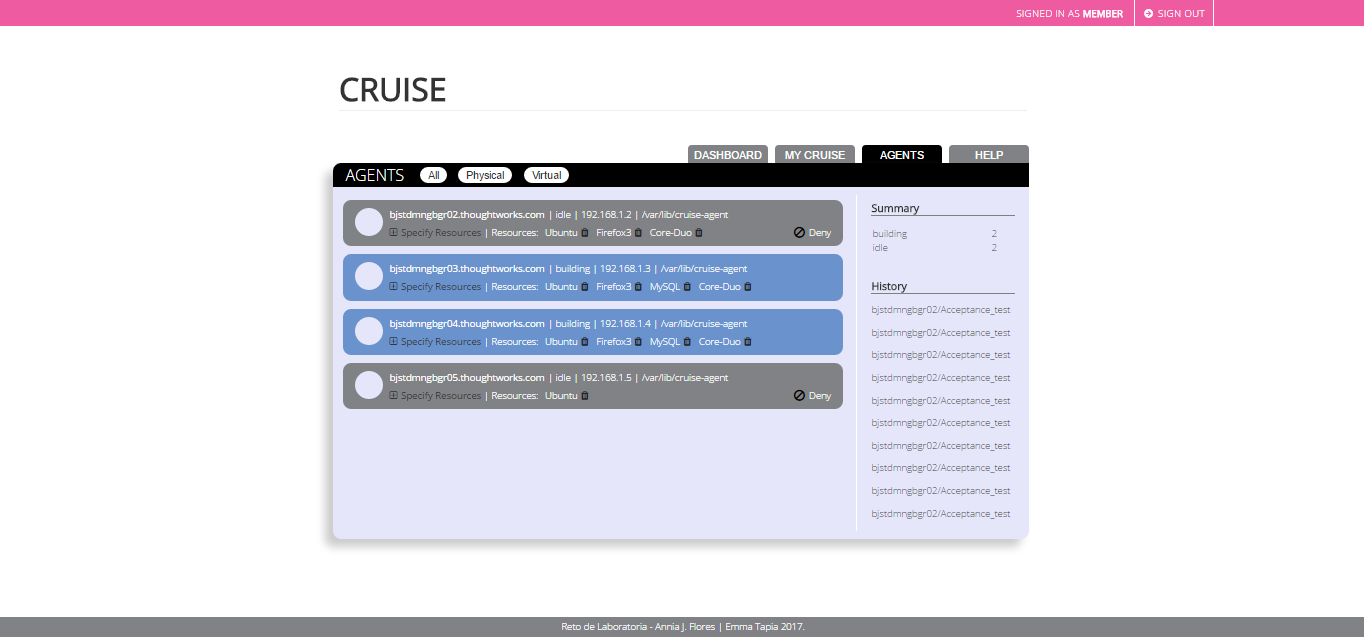 SIGNED IN AS MEMBER SIGN OUT
CRUISE
DASHBOARD MY CRUISE AGENTS HELP
AGENTS All Physical Virtual
bjstdmngbgr02.thoughtworks.com | idle | 192.168.1.2 | /var/lib/cruise-agent
Specify Resources | Resources: Ubuntu Firefox3 Core-Duo Deny
bjstdmngbgr03.thoughtworks.com | building | 192.168.1.3 | /var/lib/cruise-agent
Specify Resources | Resources: Ubuntu Firefox3 MySQL Core-Duo
bjstdmngbgr04.thoughtworks.com | building | 192.168.1.4 | /var/lib/cruise-agent
Specify Resources | Resources: Ubuntu Firefox3 MySQL Core-Duo
bjstdmngbgr05.thoughtworks.com | idle | 192.168.1.5 | /var/lib/cruise-agent
Specify Resources | Resources: Ubuntu Deny
Summary
building 2
idle 2
History
bjstdmngbgr02/Acceptance_test
bjstdmngbgr02/Acceptance_test
bjstdmngbgr02/Acceptance_test
bjstdmngbgr02/Acceptance_test
bjstdmngbgr02/Acceptance_test
bjstdmngbgr02/Acceptance_test
bjstdmngbgr02/Acceptance_test
bjstdmngbgr02/Acceptance_test
bjstdmngbgr02/Acceptance_test
bjstdmngbgr02/Acceptance_test
Reto de Laboratoria - Annia J. Flores | Emma Tapia 2017.